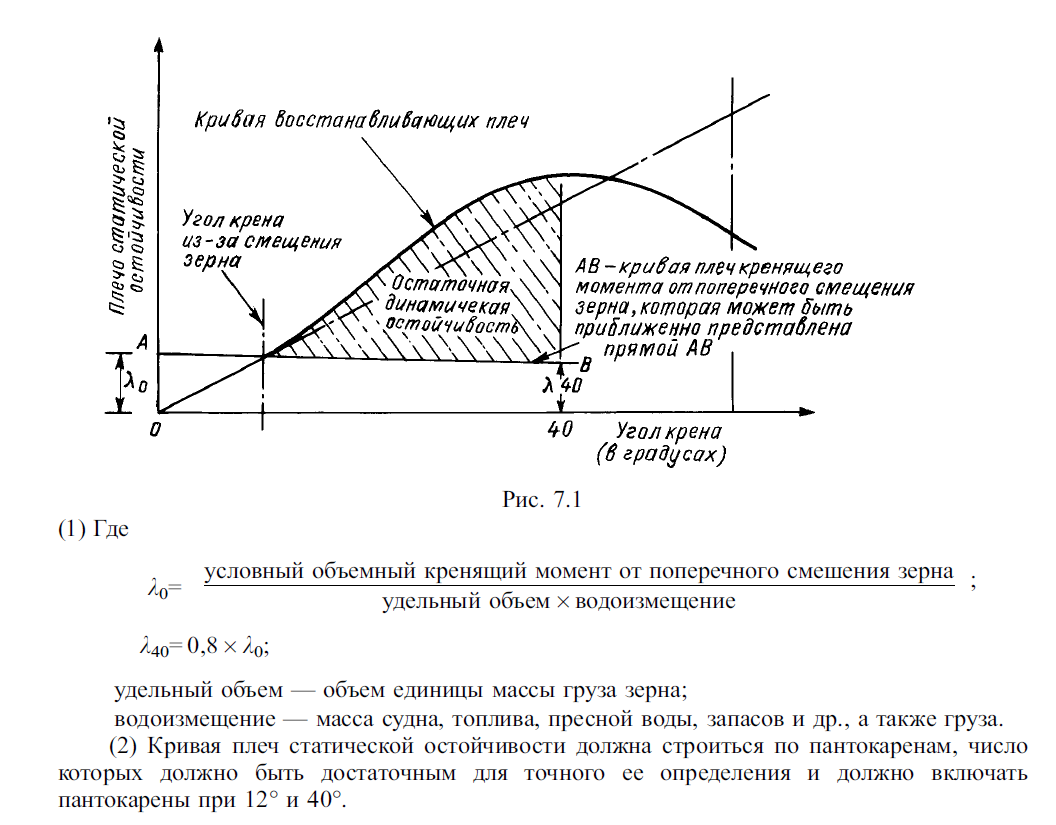 Плечо статической
остойчивости
Кривая восстанавливающих плеч
Угол крена
из-за смещения
зерна
Остаточная
динамичекая
остойчивость
АВ – кривая плеч кренящего
момента от поперечного смещения
зерна, которая может быть
приближенно представлена
прямой АВ
A
B
λ0
λ 40
0
40
Угол крена
(в градусах)
Рис. 7.1
(1) Где
λ0= условный объемный кренящий момент от поперечного смешения зерна ;
удельный объем × водоизмещение
λ40= 0,8 × λ0;
удельный объем — объем единицы массы груза зерна;
водоизмещение — масса судна, топлива, пресной воды, запасов и др., а также груза.
(2) Кривая плеч статической остойчивости должна строиться по пантокаренам, число
которых должно быть достаточным для точного ее определения и должно включать
пантокарены при 12° и 40°.